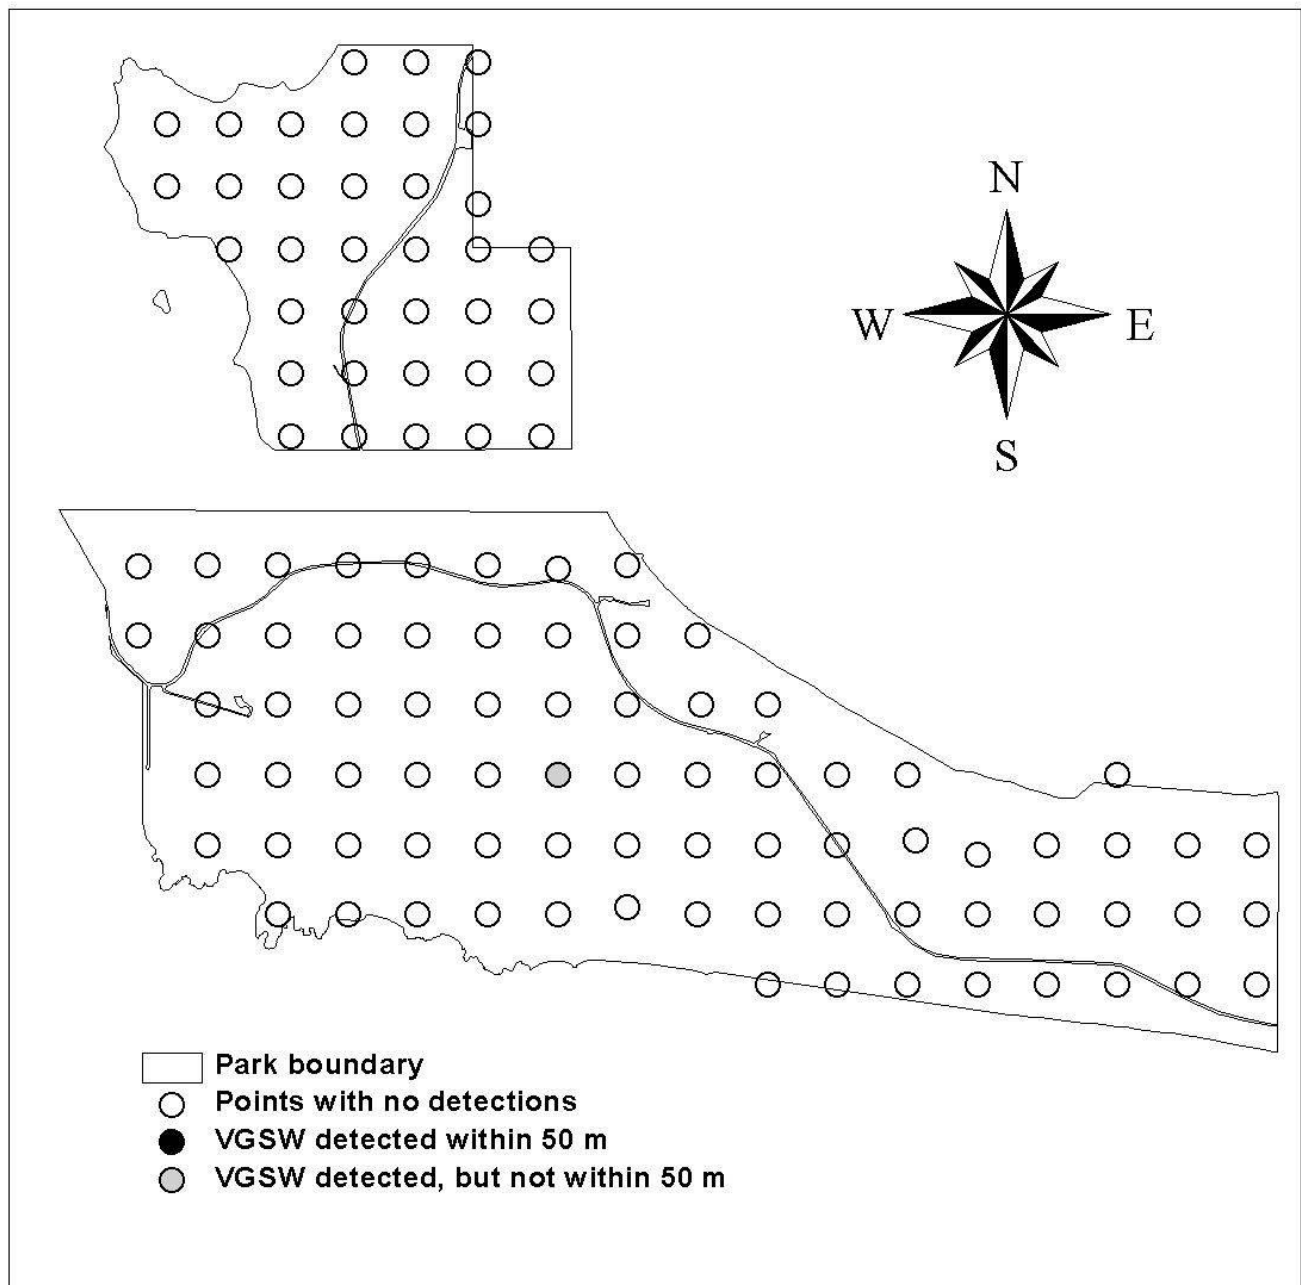 N
W
E
S
Park boundary
Points with no detections
VGSW detected within 50 m
VGSW detected, but not within 50 m